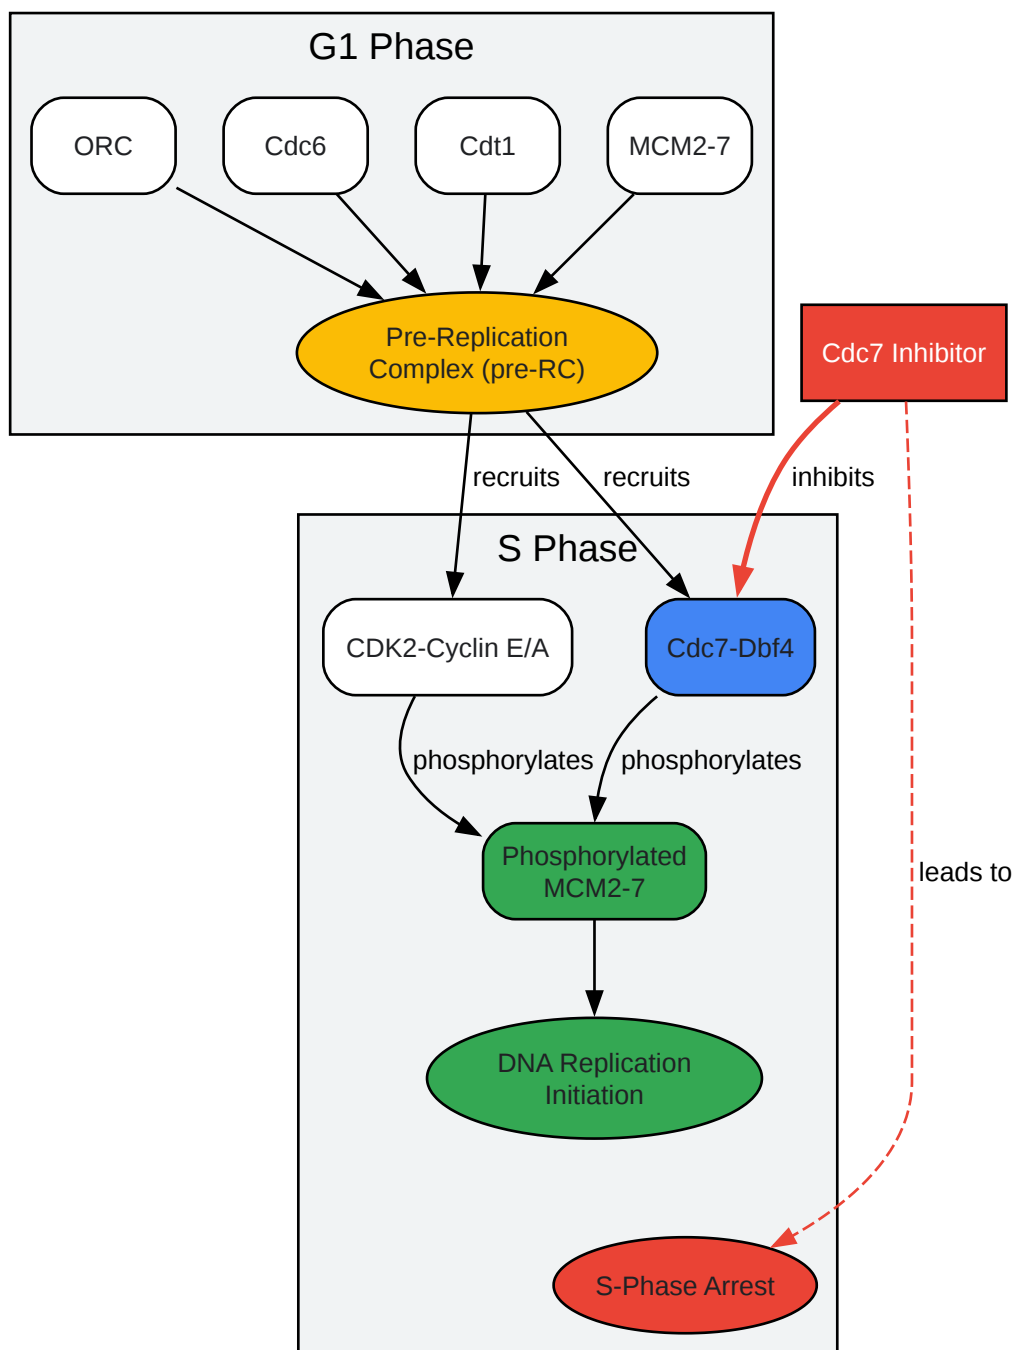 G1 Phase
ORC
Cdc6
Cdt1
MCM2-7
Pre-Replication
Complex (pre-RC)
Cdc7 Inhibitor
recruits
recruits
inhibits
S Phase
CDK2-Cyclin E/A
Cdc7-Dbf4
phosphorylates
phosphorylates
Phosphorylated
MCM2-7
leads to
DNA Replication
Initiation
S-Phase Arrest